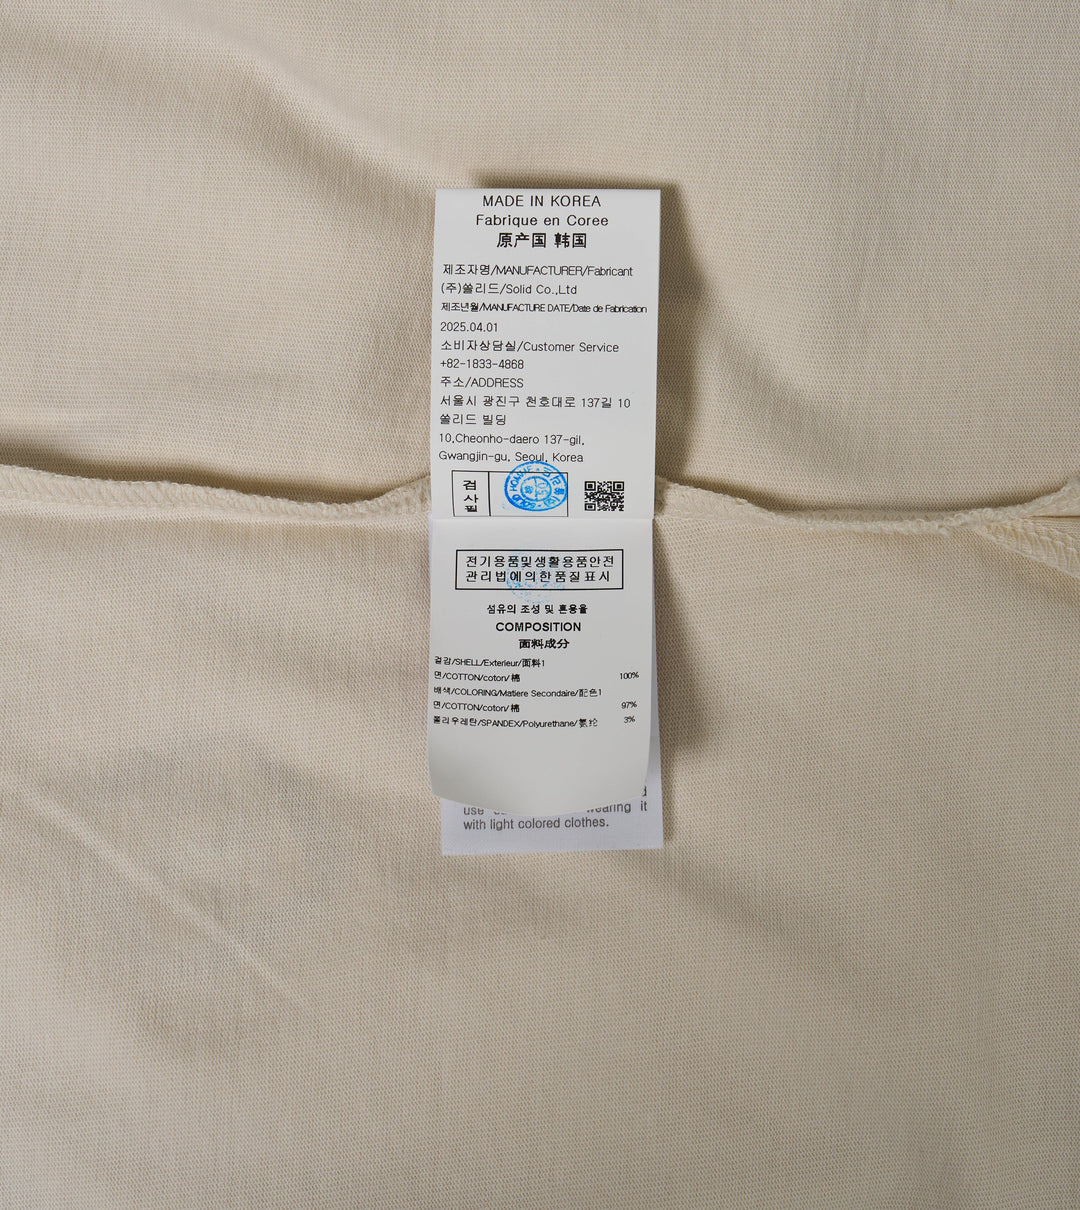 MADE IN KOREA
Fabrique en Coree
原产国 韩国
제조자명/MANUFACTURER/Fabricant
(주)쏠리드/Solid Co.,Ltd
제조년월/MANUFACTURE DATE/Date de Fabrication
2025.04.01
소비자상담실/Customer Service
+82-1833-4868
주소/ADDRESS
서울시 광진구 천호대로 137길 10
쏠리드 빌딩
10,Cheonho-daero 137-gil,
Gwangjin-gu, Seoul, Korea
검
사
필
SOLID HOMME
전기용품및생활용품안전
관리법에의한품질표시
섬유의 조성 및 혼용율
COMPOSITION
面料成分
겉감/SHELL/Exterieur/面料1
면/COTTON/coton/棉 100%
배색/COLORING/Matiere Secondaire/配色1
면/COTTON/coton/棉 97%
폴리우레탄/SPANDEX/Polyurethane/氨纶 3%
use wearing it
with light colored clothes.